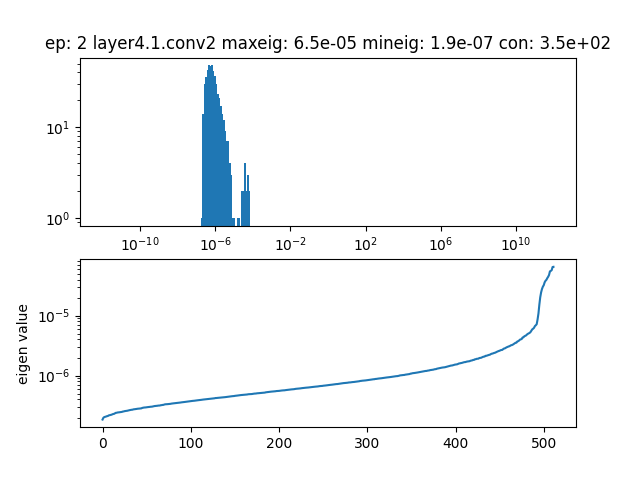 ep: 2 layer4.1.conv2 maxeig: 6.5e-05 mineig: 1.9e-07 con: 3.5e+02
10¹
10⁰
10⁻¹⁰ 10⁻⁶ 10⁻² 10² 10⁶ 10¹⁰
eigen value
10⁻⁵
10⁻⁶
0 100 200 300 400 500